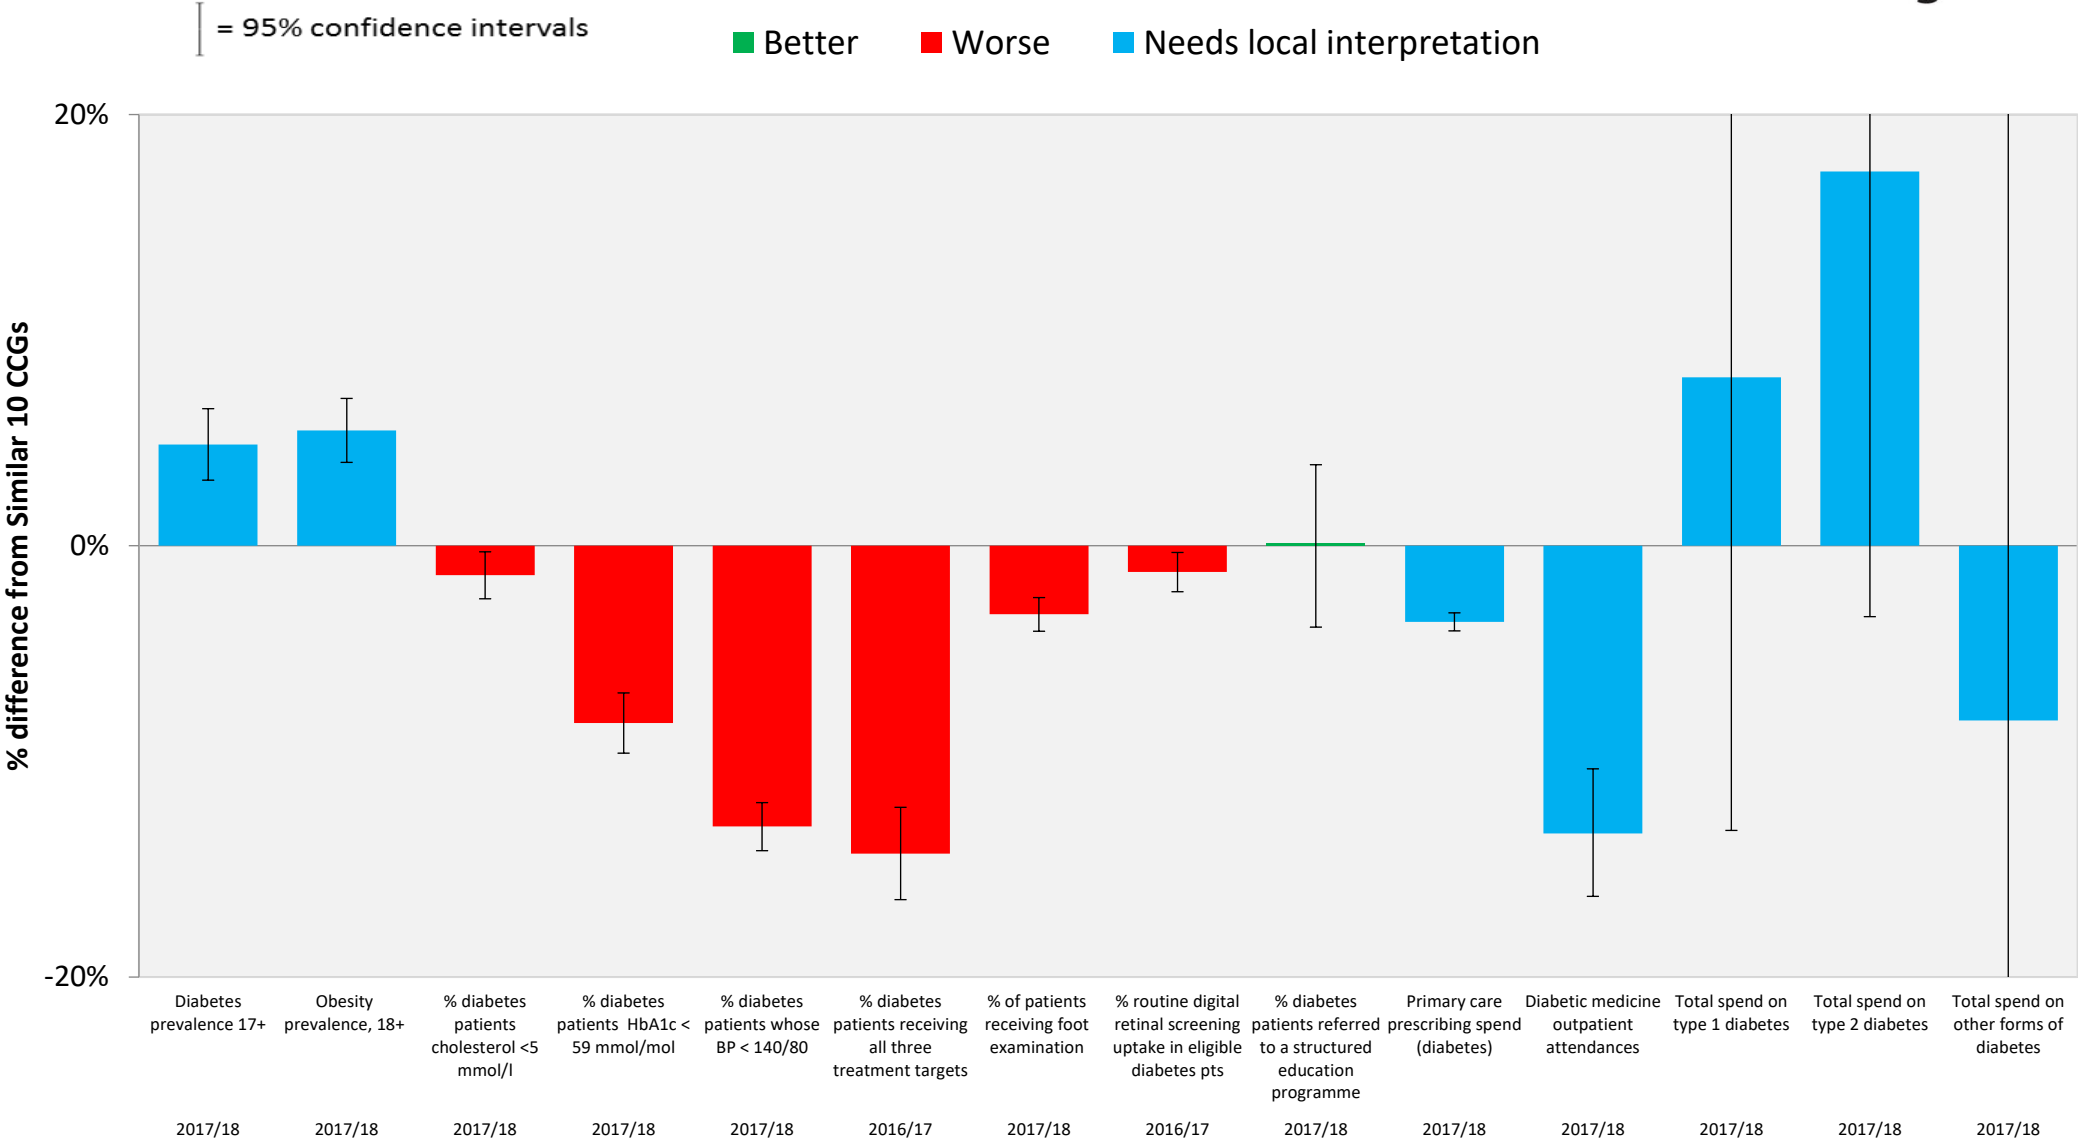 = 95% confidence intervals
Better
Worse
Needs local interpretation
% difference from Similar 10 CCGs
20%
0%
-20%
Diabetes
prevalence 17+
2017/18
Obesity
prevalence, 18+
2017/18
% diabetes
patients
cholesterol <5
mmol/l
2017/18
% diabetes
patients HbA1c <
59 mmol/mol
2017/18
% diabetes
patients whose
BP < 140/80
2017/18
% diabetes
patients receiving
all three
treatment targets
2016/17
% of patients
receiving foot
examination
2017/18
% routine digital
retinal screening
uptake in eligible
diabetes pts
2016/17
% diabetes
patients referred
to a structured
education
programme
2017/18
Primary care
prescribing spend
(diabetes)
2017/18
Diabetic medicine
outpatient
attendances
2017/18
Total spend on
type 1 diabetes
2017/18
Total spend on
type 2 diabetes
2017/18
Total spend on
other forms of
diabetes
2017/18